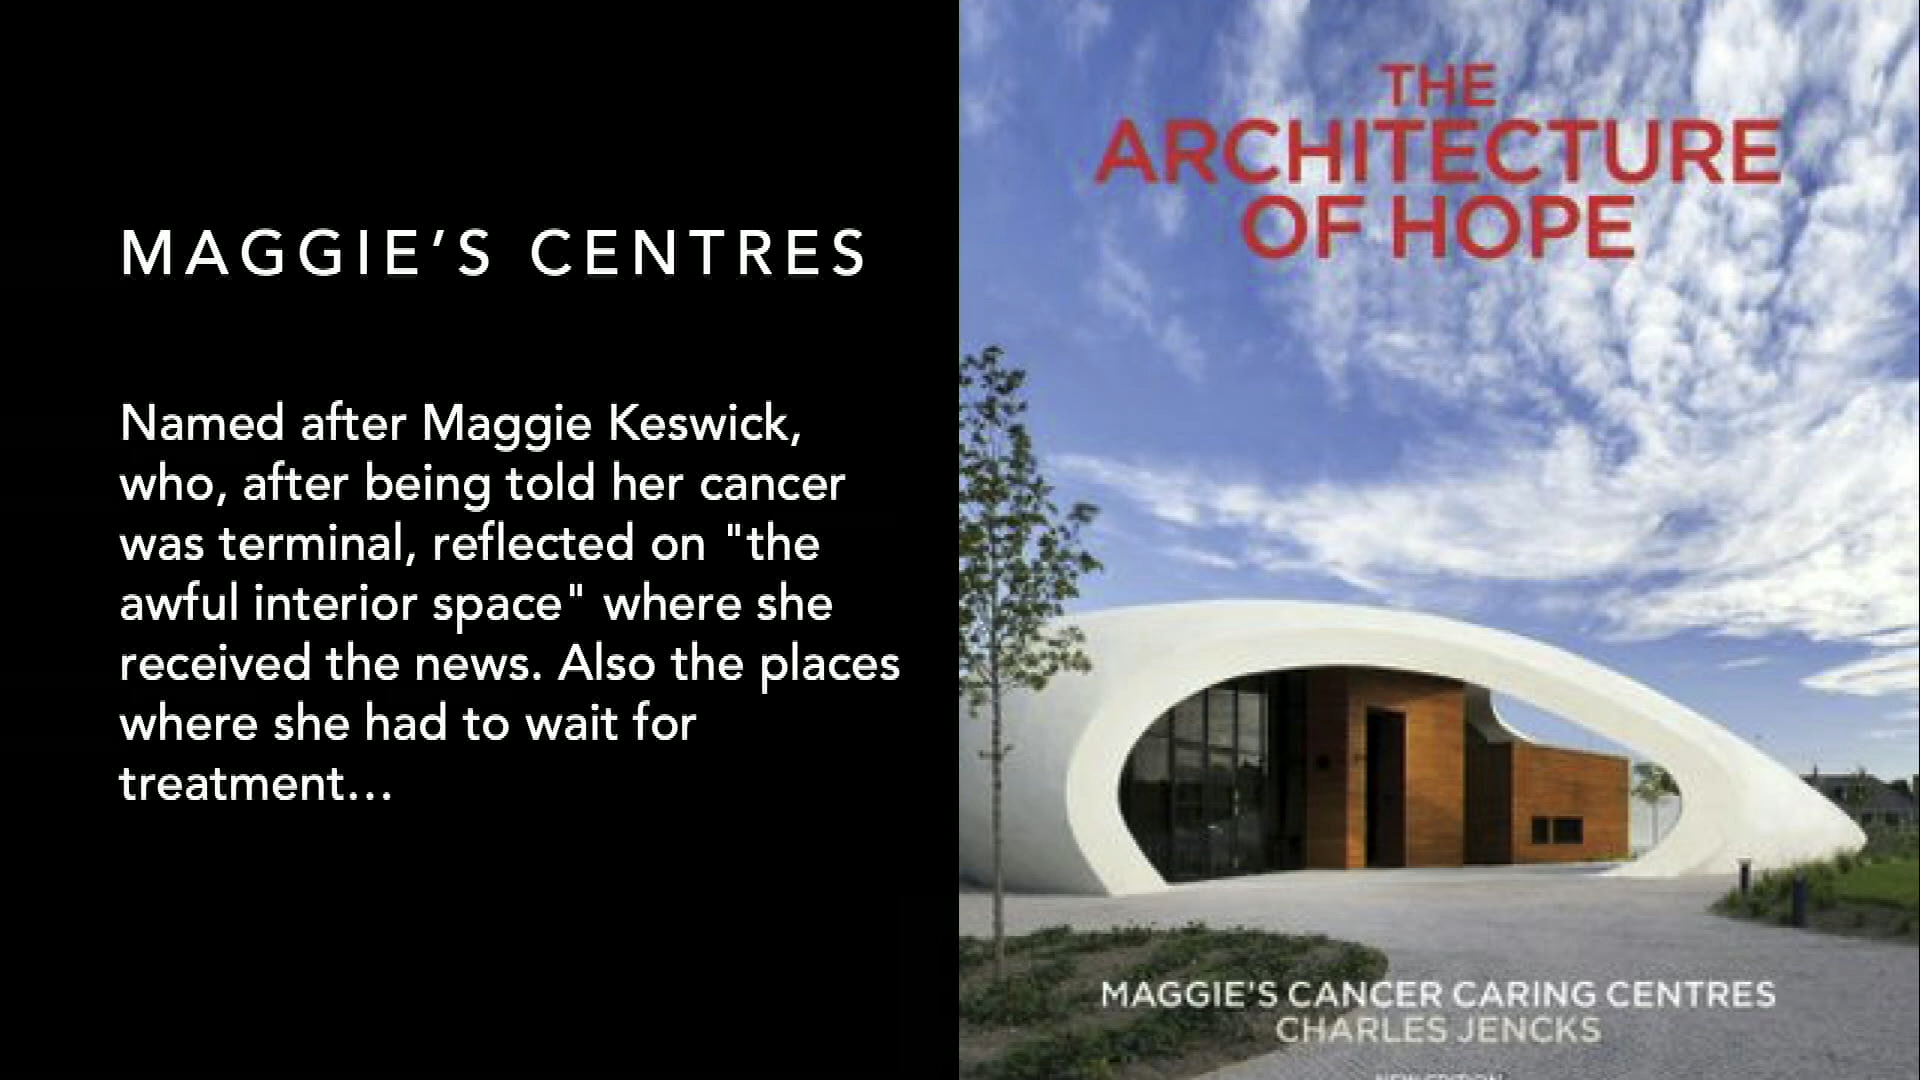 MAGGIE’S CENTRES
Named after Maggie Keswick,
who, after being told her cancer
was terminal, reflected on "the
awful interior space" where she
received the news. Also the places
where she had to wait for
treatment…
THE
ARCHITECTURE
OF HOPE
MAGGIE'S CANCER CARING CENTRES
CHARLES JENCKS
NEW EDITION